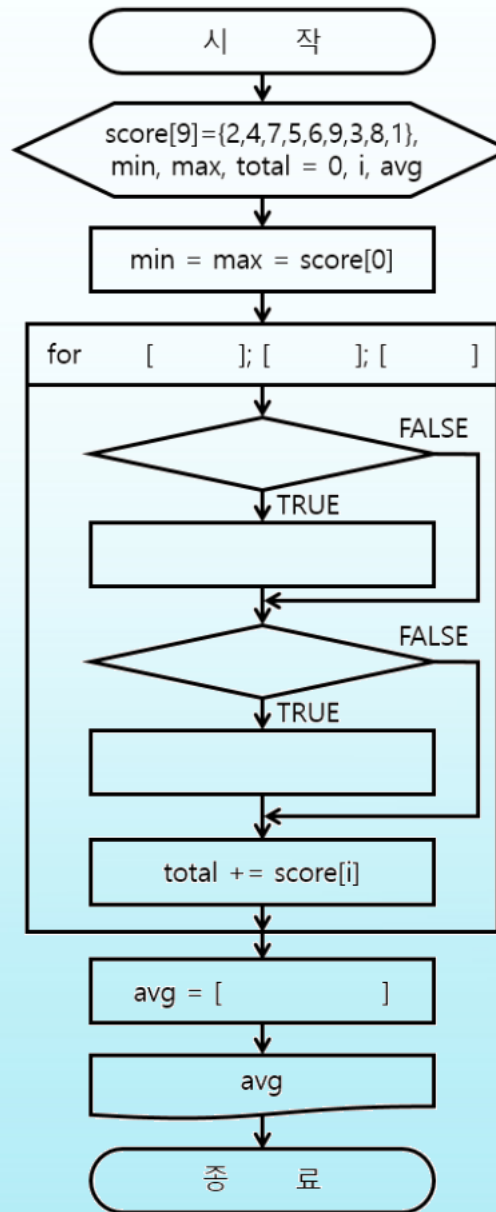 시 작
score[9]={2,4,7,5,6,9,3,8,1},
min, max, total = 0, i, avg
min = max = score[0]
for [ ]; [ ]; [ ]
FALSE
TRUE
FALSE
TRUE
total += score[i]
avg = [ ]
avg
종 료